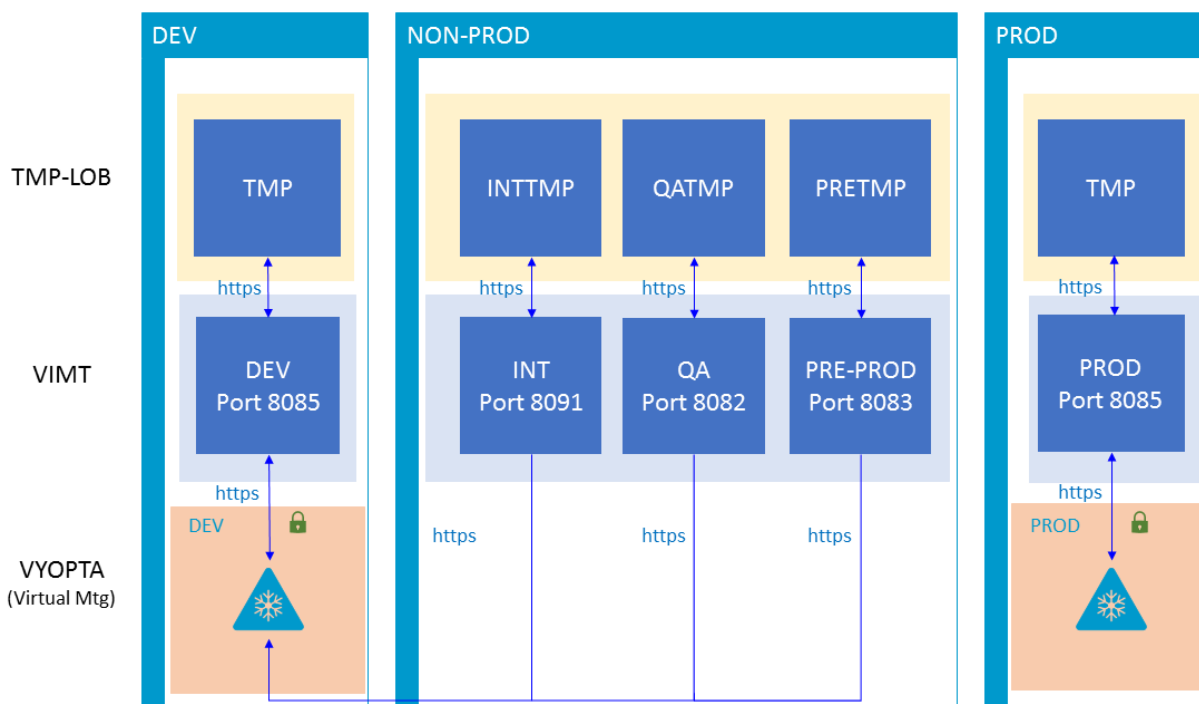 DEV
NON-PROD
PROD
TMP-LOB
TMP
INTTMP
QATMP
PRETMP
TMP
https
https
https
https
https
VIMT
DEV
Port 8085
INT
Port 8091
QA
Port 8082
PRE-PROD
Port 8083
PROD
Port 8085
https
https
DEV
PROD
https
https
https
VYOPTA
(Virtual Mtg)